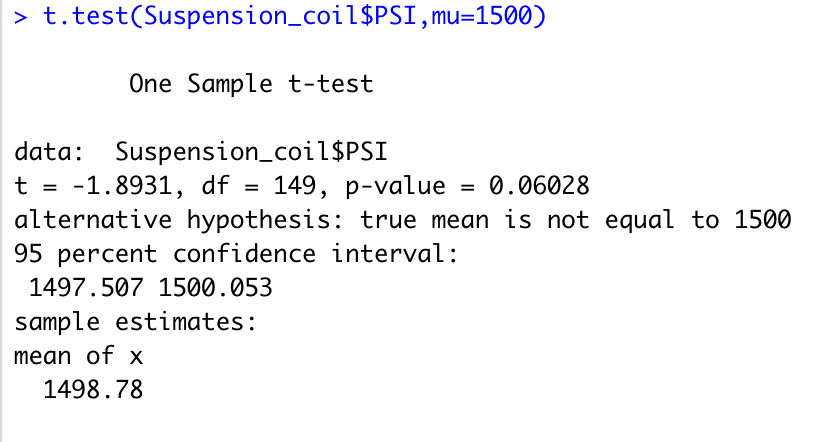 > t.test(Suspension_coil$PSI,mu=1500)
One Sample t-test
data:  Suspension_coil$PSI
t = -1.8931, df = 149, p-value = 0.06028
alternative hypothesis: true mean is not equal to 1500
95 percent confidence interval:
1497.507 1500.053
sample estimates:
mean of x
1498.78